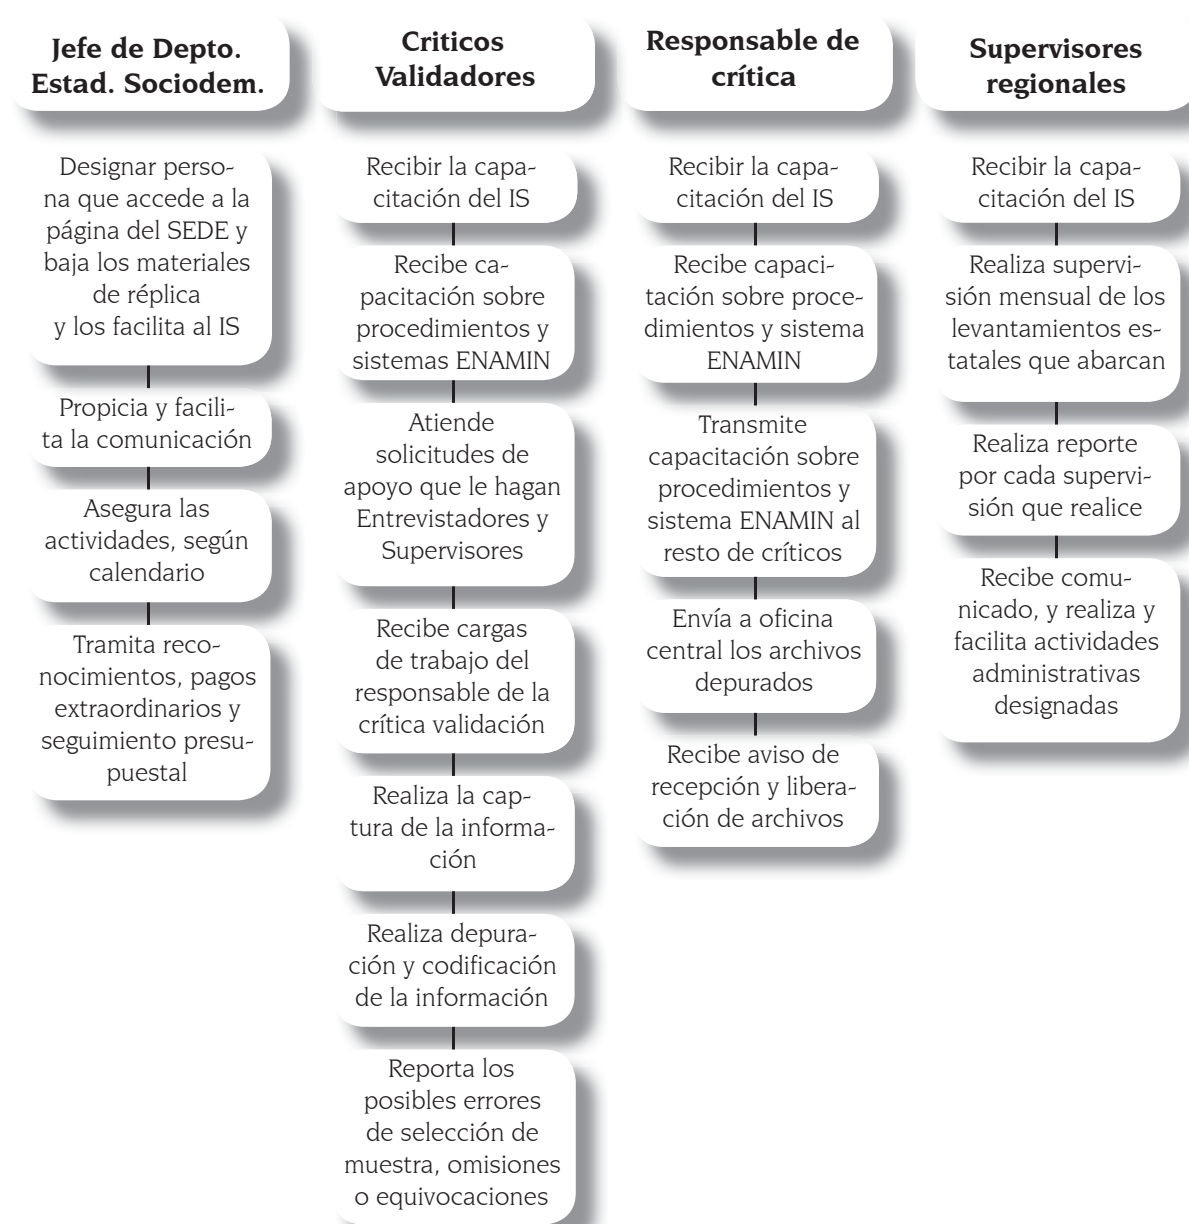 Jefe de Depto.
Estad. Sociodem.
Designar perso-
na que accede a la
página del SEDE y
baja los materiales
de réplica
y los facilita al IS
Propicia y facili-
ta la comunicación
Asegura las
actividades, según
calendario
Tramita reco-
nocimientos, pagos
extraordinarios y
seguimiento presu-
puestal
Criticos
Validadores
Recibir la capa-
citación del IS
Recibe ca-
pacitación sobre
procedimientos y
sistemas ENAMIN
Atiende
solicitudes de
apoyo que le hagan
Entrevistadores y
Supervisores
Recibe cargas
de trabajo del
responsable de la
crítica validación
Realiza la cap-
tura de la informa-
ción
Realiza depura-
ción y codificación
de la información
Reporta los
posibles errores
de selección de
muestra, omisiones
o equivocaciones
Responsable de
crítica
Recibir la capa-
citación del IS
Recibe capaci-
tación sobre proce-
dimientos y sistema
ENAMIN
Transmite
capacitación sobre
procedimientos y
sistema ENAMIN al
resto de críticos
Envía a oficina
central los archivos
depurados
Recibe aviso de
recepción y libera-
ción de archivos
Supervisores
regionales
Recibir la capa-
citación del IS
Realiza supervi-
sión mensual de los
levantamientos es-
tatales que abarcan
Realiza reporte
por cada supervi-
sión que realice
Recibe comu-
nicado, y realiza y
facilita actividades
administrativas
designadas